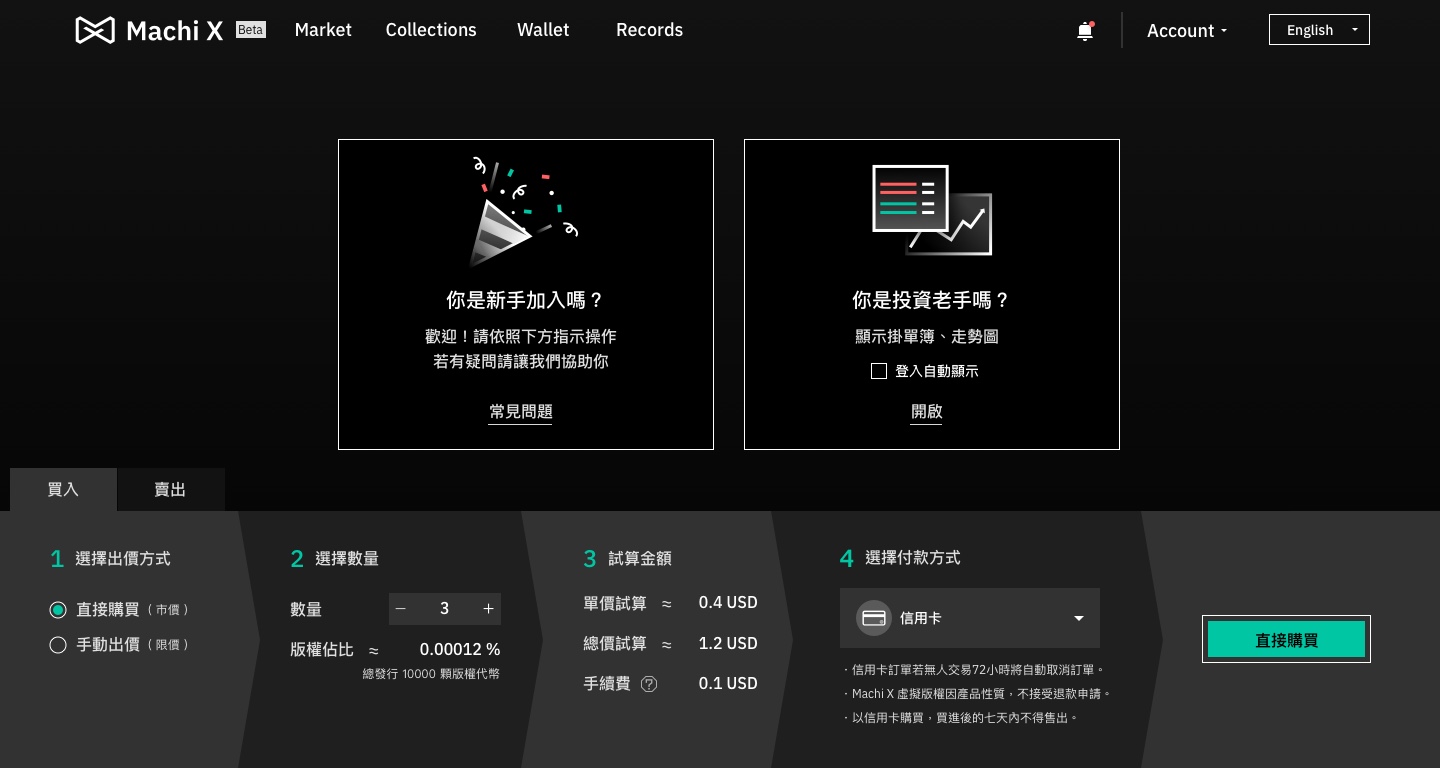 Machi X Beta Market Collections Wallet Records Account English
你是新手加入嗎？
歡迎！請依照下方指示操作
若有疑問請讓我們協助你
常見問題
你是投資老手嗎？
顯示掛單簿、走勢圖
登入自動顯示
開啟
買入 賣出
1 選擇出價方式
直接購買（市價）
手動出價（限價）
2 選擇數量
數量 − 3 +
版權佔比 ≈ 0.00012 %
總發行 10000 顆版權代幣
3 試算金額
單價試算 ≈ 0.4 USD
總價試算 ≈ 1.2 USD
手續費 ? 0.1 USD
4 選擇付款方式
信用卡
· 信用卡訂單若無人交易72小時將自動取消訂單。
· Machi X 虛擬版權因產品性質，不接受退款申請。
· 以信用卡購買，買進後的七天內不得售出。
直接購買